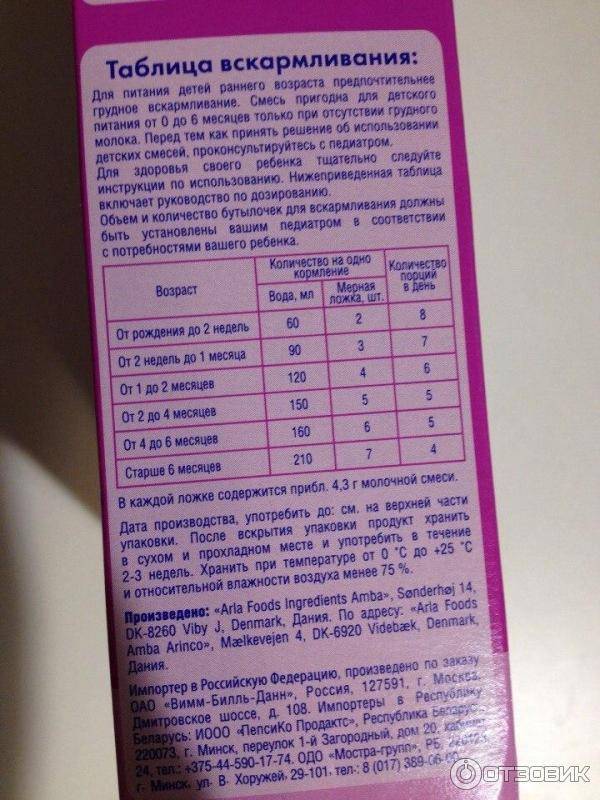 Таблица вскармливания:
Для питания детей раннего возраста предпочтительнее
грудное вскармливание. Смесь пригодна для детского
питания от 0 до 6 месяцев только при отсутствии грудного
молока. Перед тем как принять решение об использовании
детских смесей, проконсультируйтесь с педиатром.
Для здоровья своего ребенка тщательно следуйте
инструкции по использованию. Нижеприведенная таблица
включает руководство по дозированию.
Объем и количество бутылочек для вскармливания должны
быть установлены вашим педиатром в соответствии
с потребностями вашего ребенка.
Возраст
Количество на одно
кормление
Количество
порций
в день
Вода, мл
Мерная
ложка, шт.
От рождения до 2 недель 60 2 8
От 2 недель до 1 месяца 90 3 7
От 1 до 2 месяцев 120 4 6
От 2 до 4 месяцев 150 5 5
От 4 до 6 месяцев 160 6 5
Старше 6 месяцев 210 7 4
В каждой ложке содержится прибл. 4,3 г молочной смеси.
Дата производства, употребить до: см. на верхней части
упаковки. После вскрытия упаковки продукт хранить
в сухом и прохладном месте и употребить в течение
2-3 недель. Хранить при температуре от 0 °С до +25 °С
и относительной влажности воздуха менее 75 %.
Произведено: «Arla Foods Ingredients Amba», Sønderhøj 14,
DK-8260 Viby J, Denmark, Дания. По адресу: «Arla Foods
Amba Arinco», Mælkevejen 4, DK-6920 Videbæk, Denmark,
Дания.
Импортер в Российскую Федерацию, произведено по заказу
ОАО «Вимм-Билль-Данн», Россия, 127591, г. Москва,
Дмитровское шоссе, д. 108. Импортеры в Республику
Беларусь: ИООО «ПепсиКо Продактс», Республика Беларусь,
220073, г. Минск, переулок 1-й Загородный, дом 20,
124, тел.: +375-44-590-17-74. ОДО «Мостра-групп», РБ,
г. Минск, ул. В. Хоружей, 29-101, тел.: 8 (017)
ОТЗОВИК